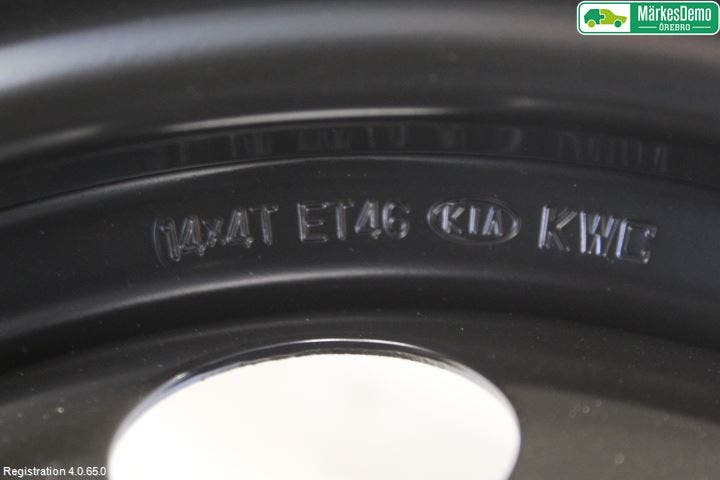 MärkesDemo
ÖREBRO
14x4T ET46 KIA KWC
Registration 4.0.65.0